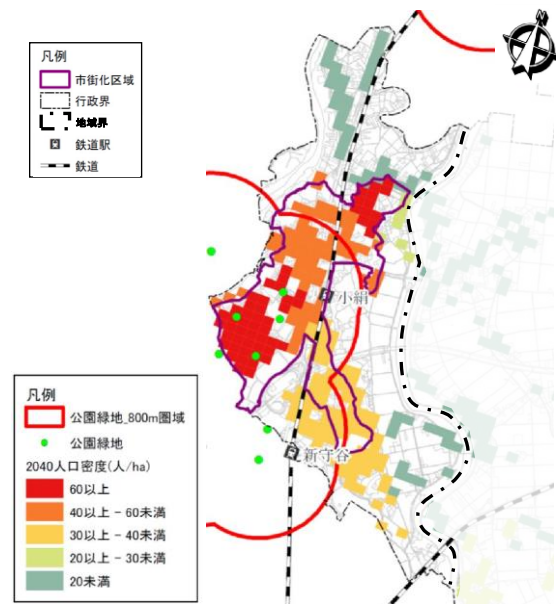 凡例
市街化区域
行政界
地域界
鉄道駅
鉄道
小絹
新守谷
凡例
公園緑地_800m圏域
公園緑地
2040人口密度(人/ha)
60以上
40以上 - 60未満
30以上 - 40未満
20以上 - 30未満
20未満